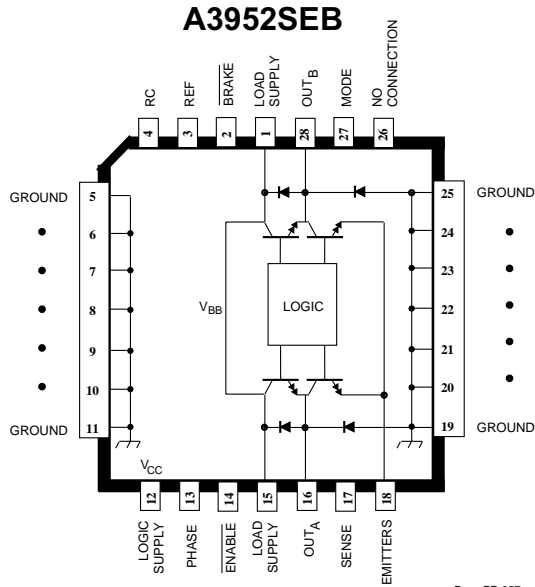 A3952SEB
RC
REF
BRAKE
LOAD
SUPPLY
OUTB
MODE
NO
CONNECTION
4
3
2
1
28
27
26
GROUND
5
25
GROUND
6
24
7
23
VBB
LOGIC
8
22
9
21
10
20
GROUND
11
19
GROUND
VCC
12
13
14
15
16
17
18
LOGIC
SUPPLY
PHASE
ENABLE
LOAD
SUPPLY
OUTA
SENSE
EMITTERS